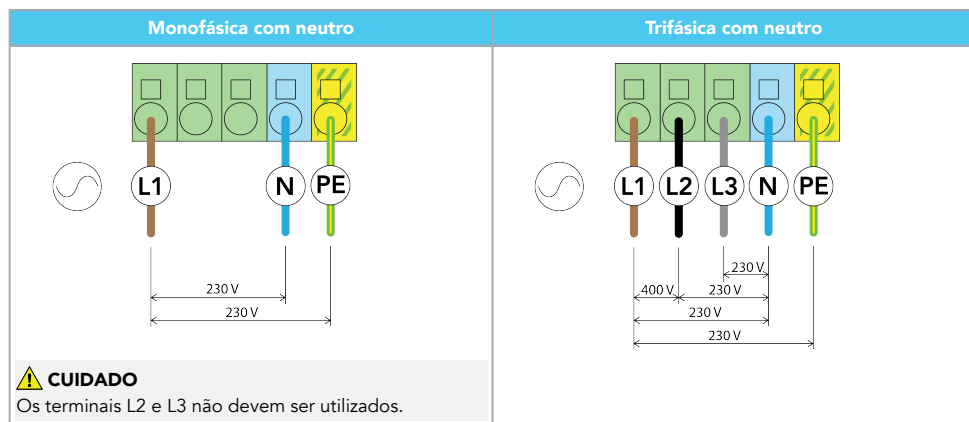 Monofásica com neutro
Trifásica com neutro
L1 N PE
230 V
230 V
CUIDADO
Os terminais L2 e L3 não devem ser utilizados.
L1 L2 L3 N PE
230 V
400 V 230 V
230 V
230 V